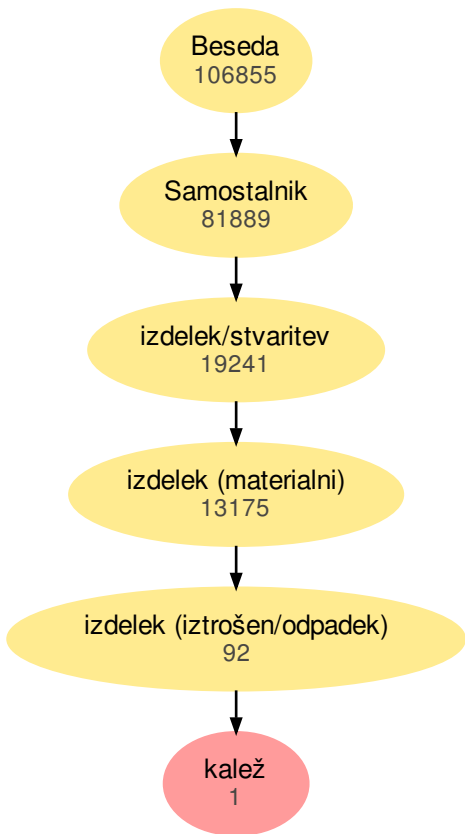 Beseda
106855
Samostalnik
81889
izdelek/stvaritev
19241
izdelek (materialni)
13175
izdelek (iztrošen/odpadek)
92
kalež
1